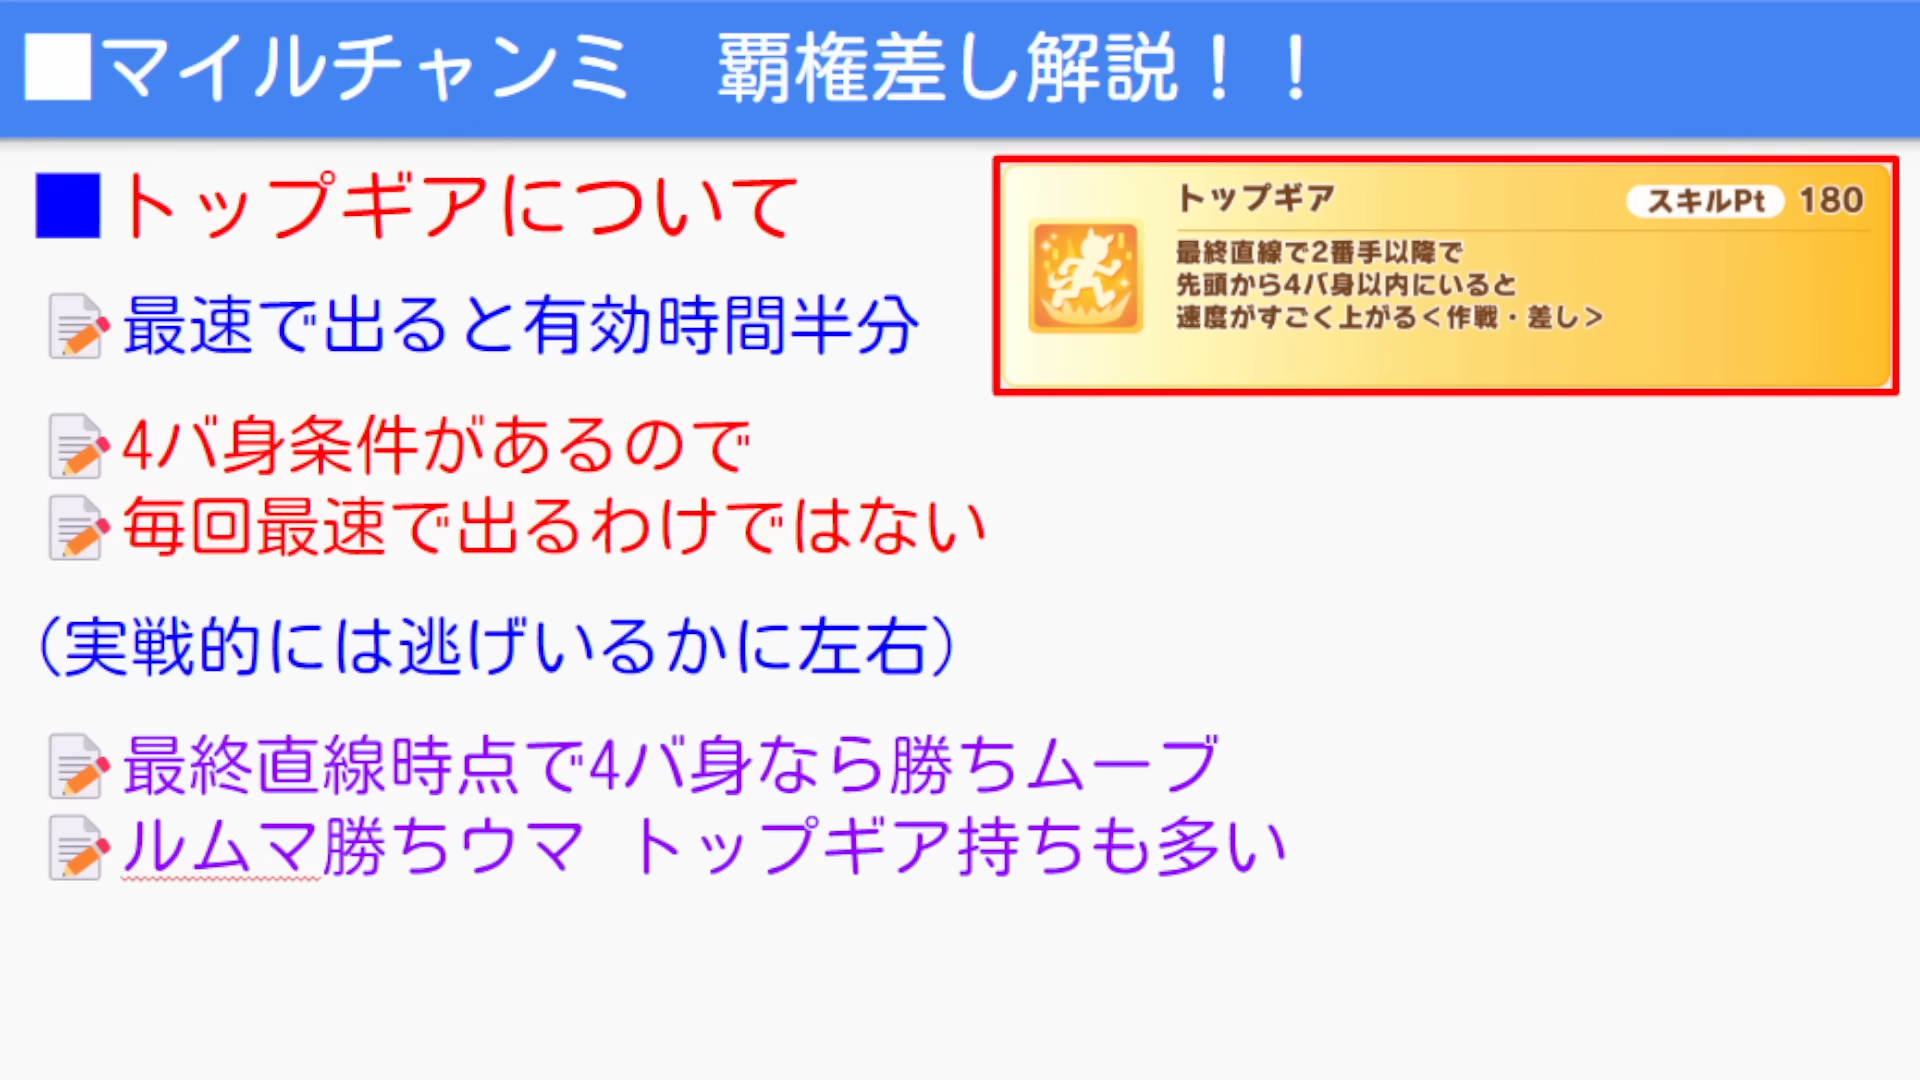 ■マイルチャンミ　覇権差し解説！！
■トップギアについて
トップギア
スキルPt 180
最終直線で2番手以降で
先頭から4バ身以内にいると
速度がすごく上がる＜作戦・差し＞
最速で出ると有効時間半分
4バ身条件があるので
毎回最速で出るわけではない
（実戦的には逃げいるかに左右）
最終直線時点で4バ身なら勝ちムーブ
ルムマ勝ちウマ トップギア持ちも多い